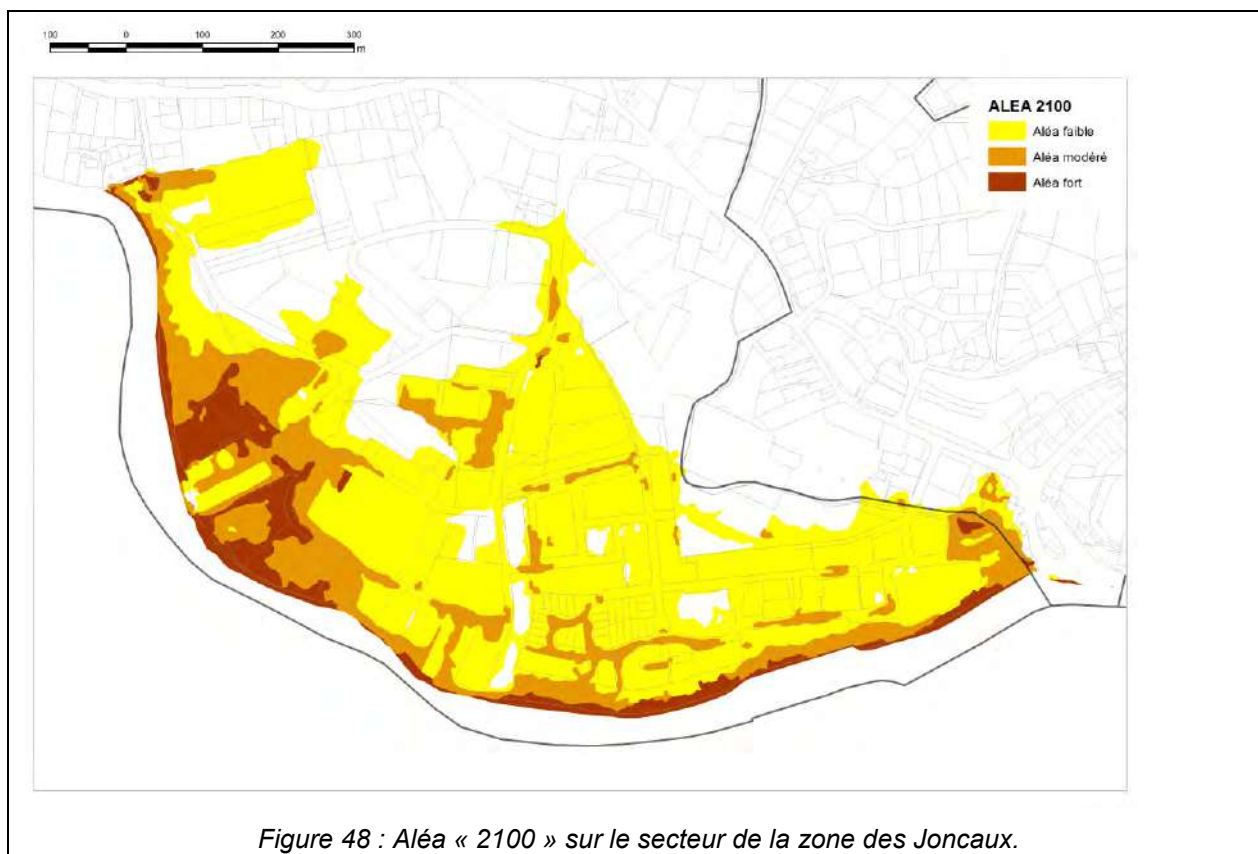 100 0 100 200 300
m
ALEA 2100
Aléa faible
Aléa modéré
Aléa fort
Figure 48 : Aléa « 2100 » sur le secteur de la zone des Joncaux.